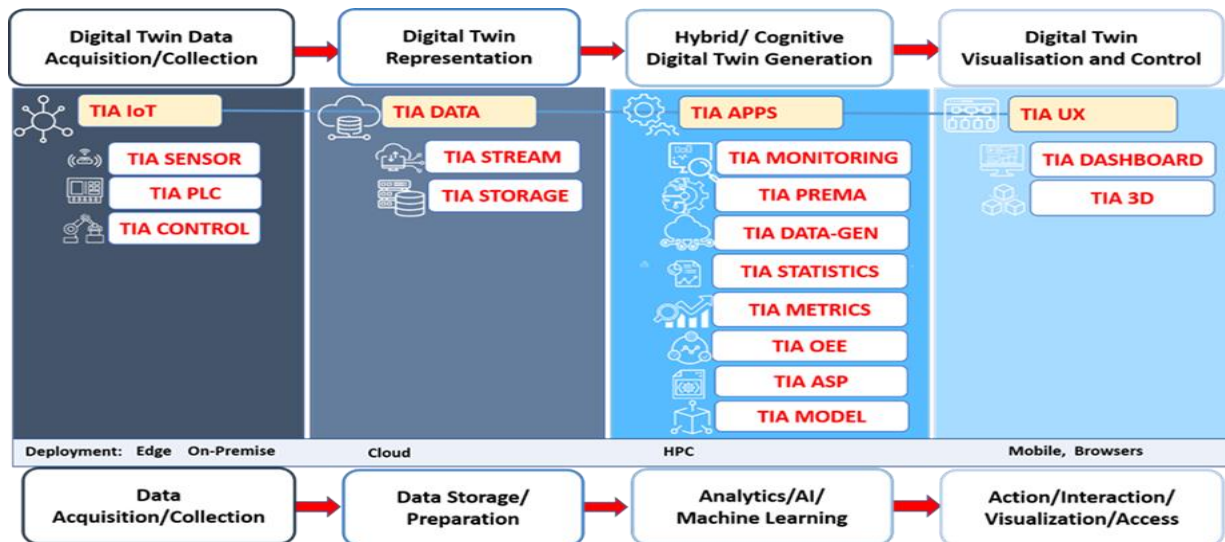 Digital Twin Data
Acquisition/Collection
Digital Twin
Representation
Hybrid/ Cognitive
Digital Twin Generation
Digital Twin
Visualisation and Control
TIA IoT
TIA SENSOR
TIA PLC
TIA CONTROL
TIA DATA
TIA STREAM
TIA STORAGE
TIA APPS
TIA MONITORING
TIA PREMA
TIA DATA-GEN
TIA STATISTICS
TIA METRICS
TIA OEE
TIA ASP
TIA MODEL
TIA UX
TIA DASHBOARD
TIA 3D
Deployment: Edge On-Premise
Cloud
HPC
Mobile, Browsers
Data
Acquisition/Collection
Data Storage/
Preparation
Analytics/AI/
Machine Learning
Action/Interaction/
Visualization/Access